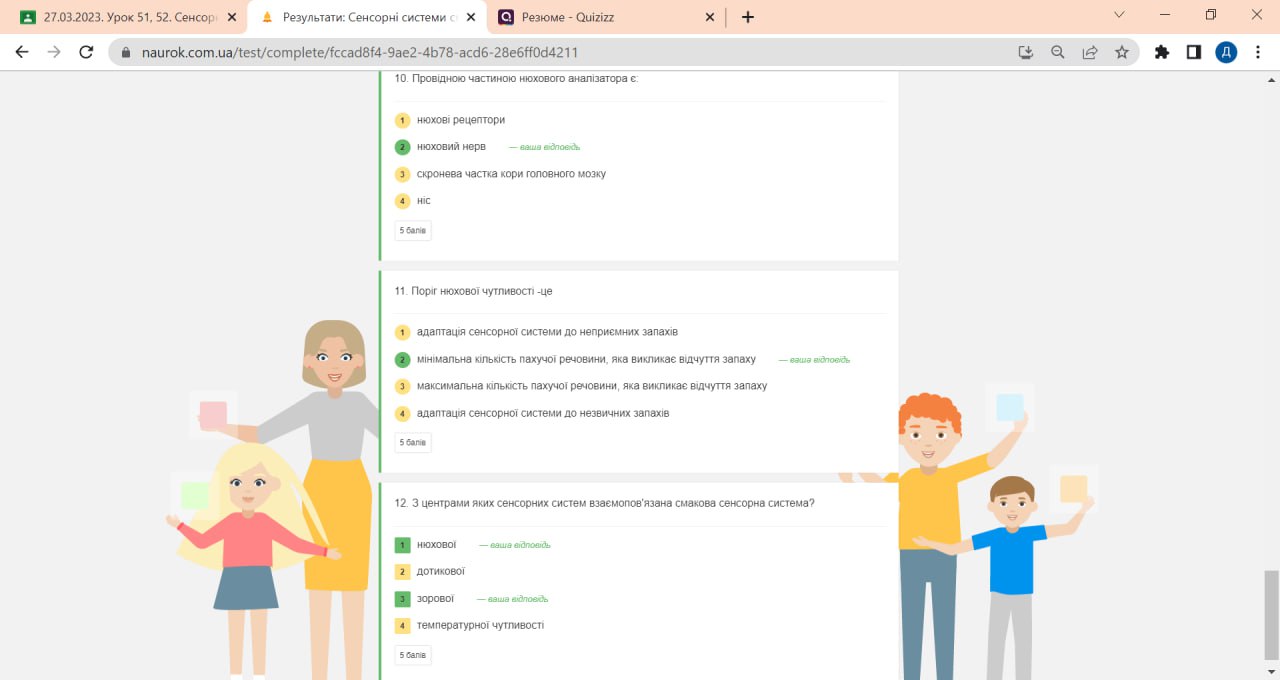 27.03.2023. Урок 51, 52. Сенсор
Результати: Сенсорні системи с
Резюме - Quizizz
naurok.com.ua/test/complete/fccad8f4-9ae2-4b78-acd6-28e6ff0d4211
Д
10. Провідною частиною нюхового аналізатора є:
1 нюхові рецептори
2 нюховий нерв — ваша відповідь
3 скронева частка кори головного мозку
4 ніс
5 балів
11. Поріг нюхової чутливості -це
1 адаптація сенсорної системи до неприємних запахів
2 мінімальна кількість пахучої речовини, яка викликає відчуття запаху — ваша відповідь
3 максимальна кількість пахучої речовини, яка викликає відчуття запаху
4 адаптація сенсорної системи до незвичних запахів
5 балів
12. З центрами яких сенсорних систем взаємопов'язана смакова сенсорна система?
1 нюхової — ваша відповідь
2 дотикової
3 зорової — ваша відповідь
4 температурної чутливості
5 балів